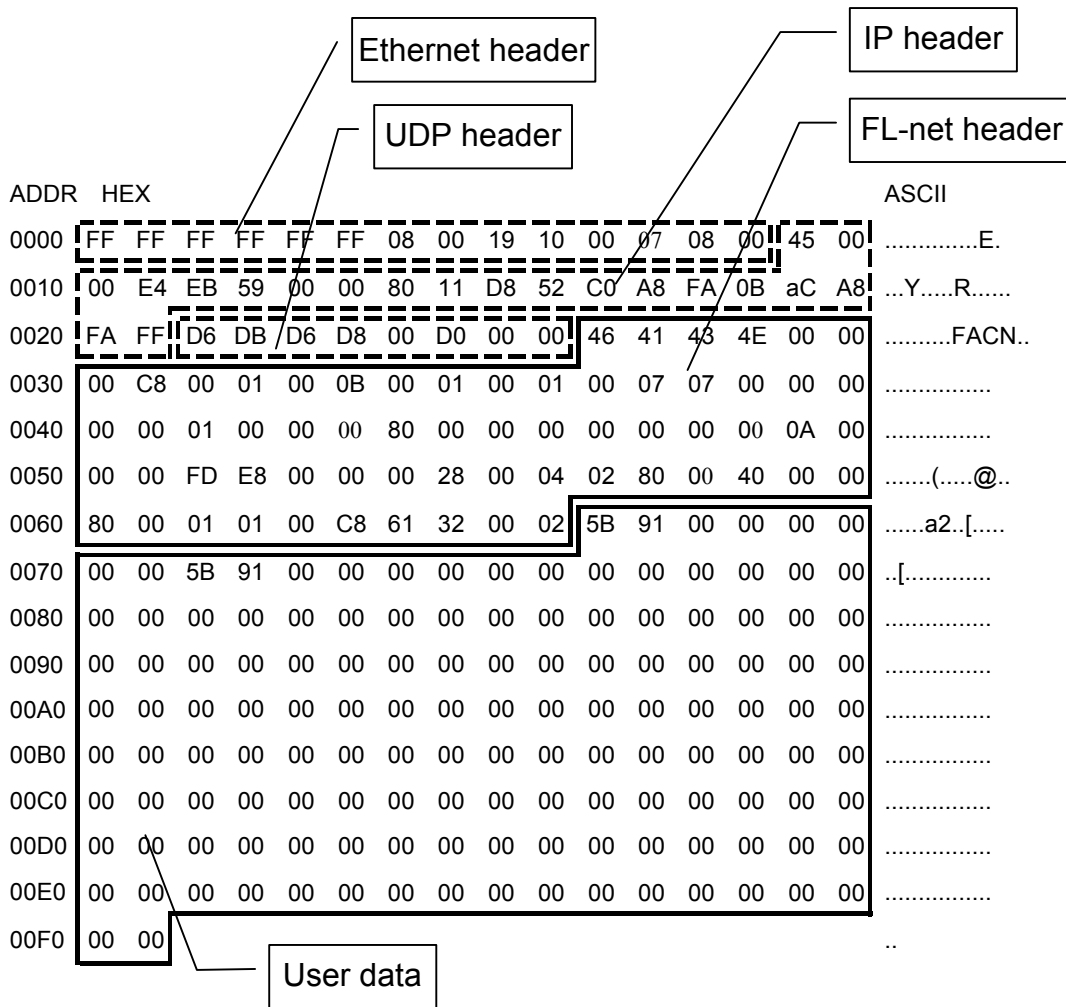 Ethernet header
IP header
UDP header
FL-net header
ADDR HEX ASCII
0000 FF FF FF FF FF FF 08 00 19 10 00 07 08 00 45 00 ..............E.
0010 00 E4 EB 59 00 00 80 11 D8 52 C0 A8 FA 0B aC A8 ...Y.....R......
0020 FA FF D6 DB D6 D8 00 D0 00 00 46 41 43 4E 00 00 ..........FACN..
0030 00 C8 00 01 00 0B 00 01 00 01 00 07 07 00 00 00 ................
0040 00 00 01 00 00 00 80 00 00 00 00 00 00 00 0A 00 ................
0050 00 00 FD E8 00 00 00 28 00 04 02 80 00 40 00 00 .......(.....@..
0060 80 00 01 01 00 C8 61 32 00 02 5B 91 00 00 00 00 ......a2..[.....
0070 00 00 5B 91 00 00 00 00 00 00 00 00 00 00 00 00 ..[.............
0080 00 00 00 00 00 00 00 00 00 00 00 00 00 00 00 00 ................
0090 00 00 00 00 00 00 00 00 00 00 00 00 00 00 00 00 ................
00A0 00 00 00 00 00 00 00 00 00 00 00 00 00 00 00 00 ................
00B0 00 00 00 00 00 00 00 00 00 00 00 00 00 00 00 00 ................
00C0 00 00 00 00 00 00 00 00 00 00 00 00 00 00 00 00 ................
00D0 00 00 00 00 00 00 00 00 00 00 00 00 00 00 00 00 ................
00E0 00 00 00 00 00 00 00 00 00 00 00 00 00 00 00 00 ................
00F0 00 00 ..
User data